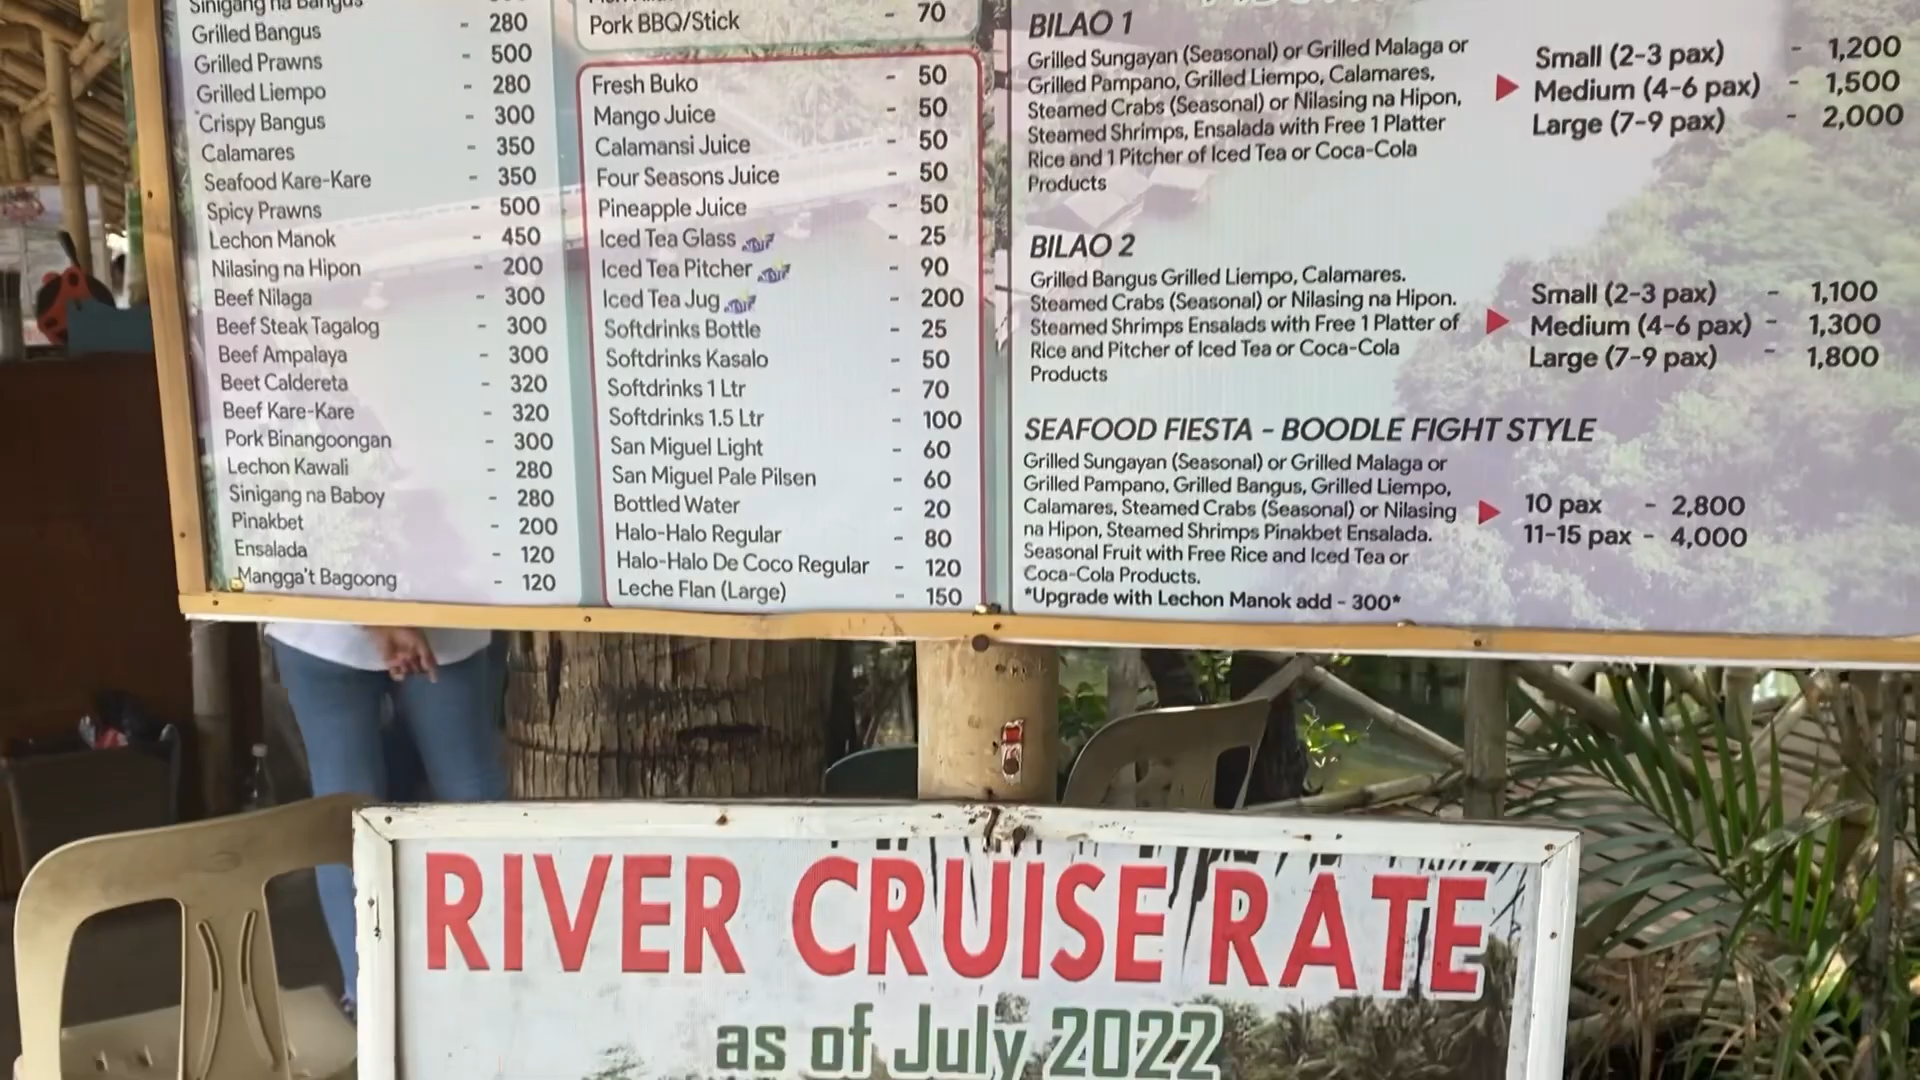 Sinigang na Bangus
Grilled Bangus - 280
Grilled Prawns - 500
Grilled Liempo - 280
Crispy Bangus - 300
Calamares - 350
Seafood Kare-Kare - 350
Spicy Prawns - 500
Lechon Manok - 450
Nilasing na Hipon - 200
Beef Nilaga - 300
Beef Steak Tagalog - 300
Beef Ampalaya - 300
Beet Caldereta - 320
Beef Kare-Kare - 320
Pork Binangoongan - 300
Lechon Kawali - 280
Sinigang na Baboy - 280
Pinakbet - 200
Ensalada - 120
Mangga't Bagoong - 120
Pork BBQ/Stick - 70
Fresh Buko - 50
Mango Juice - 50
Calamansi Juice - 50
Four Seasons Juice - 50
Pineapple Juice - 50
Iced Tea Glass - 25
Iced Tea Pitcher - 90
Iced Tea Jug - 200
Softdrinks Bottle - 25
Softdrinks Kasalo - 50
Softdrinks 1 Ltr - 70
Softdrinks 1.5 Ltr - 100
San Miguel Light - 60
San Miguel Pale Pilsen - 60
Bottled Water - 20
Halo-Halo Regular - 80
Halo-Halo De Coco Regular - 120
Leche Flan (Large) - 150
BILAO 1
Grilled Sungayan (Seasonal) or Grilled Malaga or
Grilled Pampano, Grilled Liempo, Calamares,
Steamed Crabs (Seasonal) or Nilasing na Hipon,
Steamed Shrimps, Ensalada with Free 1 Platter
Rice and 1 Pitcher of Iced Tea or Coca-Cola
Products
Small (2-3 pax) - 1,200
Medium (4-6 pax) - 1,500
Large (7-9 pax) - 2,000
BILAO 2
Grilled Bangus Grilled Liempo, Calamares.
Steamed Crabs (Seasonal) or Nilasing na Hipon.
Steamed Shrimps Ensalads with Free 1 Platter of
Rice and Pitcher of Iced Tea or Coca-Cola
Products
Small (2-3 pax) - 1,100
Medium (4-6 pax) - 1,300
Large (7-9 pax) - 1,800
SEAFOOD FIESTA - BOODLE FIGHT STYLE
Grilled Sungayan (Seasonal) or Grilled Malaga or
Grilled Pampano, Grilled Bangus, Grilled Liempo,
Calamares, Steamed Crabs (Seasonal) or Nilasing
na Hipon, Steamed Shrimps Pinakbet Ensalada.
Seasonal Fruit with Free Rice and Iced Tea or
Coca-Cola Products.
*Upgrade with Lechon Manok add - 300*
10 pax - 2,800
11-15 pax - 4,000
RIVER CRUISE RATE
as of July 2022